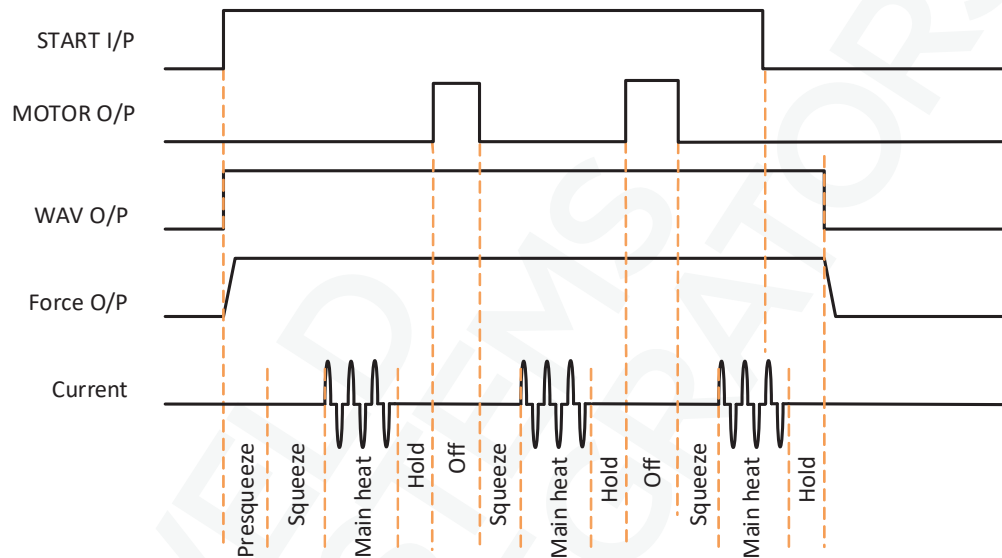 START I/P
MOTOR O/P
WAV O/P
Force O/P
Current
Presqueeze
Squeeze
Main heat
Hold
Off
Squeeze
Main heat
Hold
Off
Squeeze
Main heat
Hold